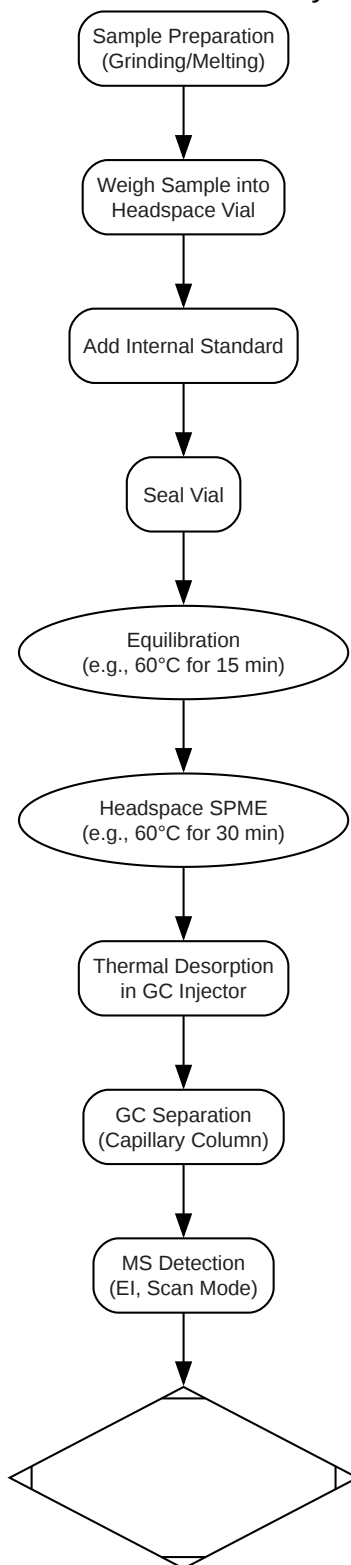 Sample Preparation
(Grinding/Melting)
Weigh Sample into
Headspace Vial
Add Internal Standard
Seal Vial
Equilibration
(e.g., 60°C for 15 min)
Headspace SPME
(e.g., 60°C for 30 min)
Thermal Desorption
in GC Injector
GC Separation
(Capillary Column)
MS Detection
(EI, Scan Mode)